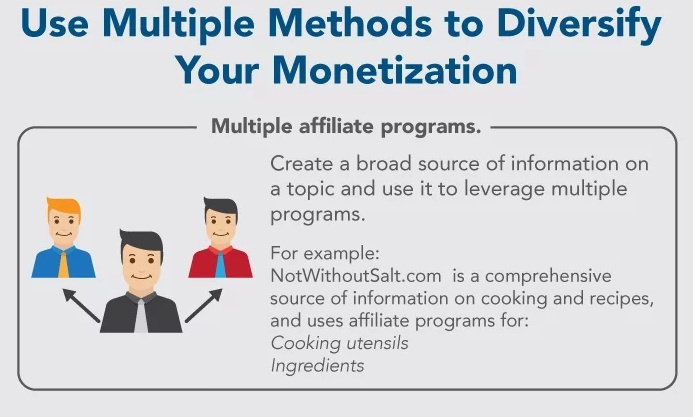 Use Multiple Methods to Diversify
Your Monetization
Multiple affiliate programs.
Create a broad source of information on
a topic and use it to leverage multiple
programs.
For example:
NotWithoutSalt.com is a comprehensive
source of information on cooking and recipes,
and uses affiliate programs for:
Cooking utensils
Ingredients